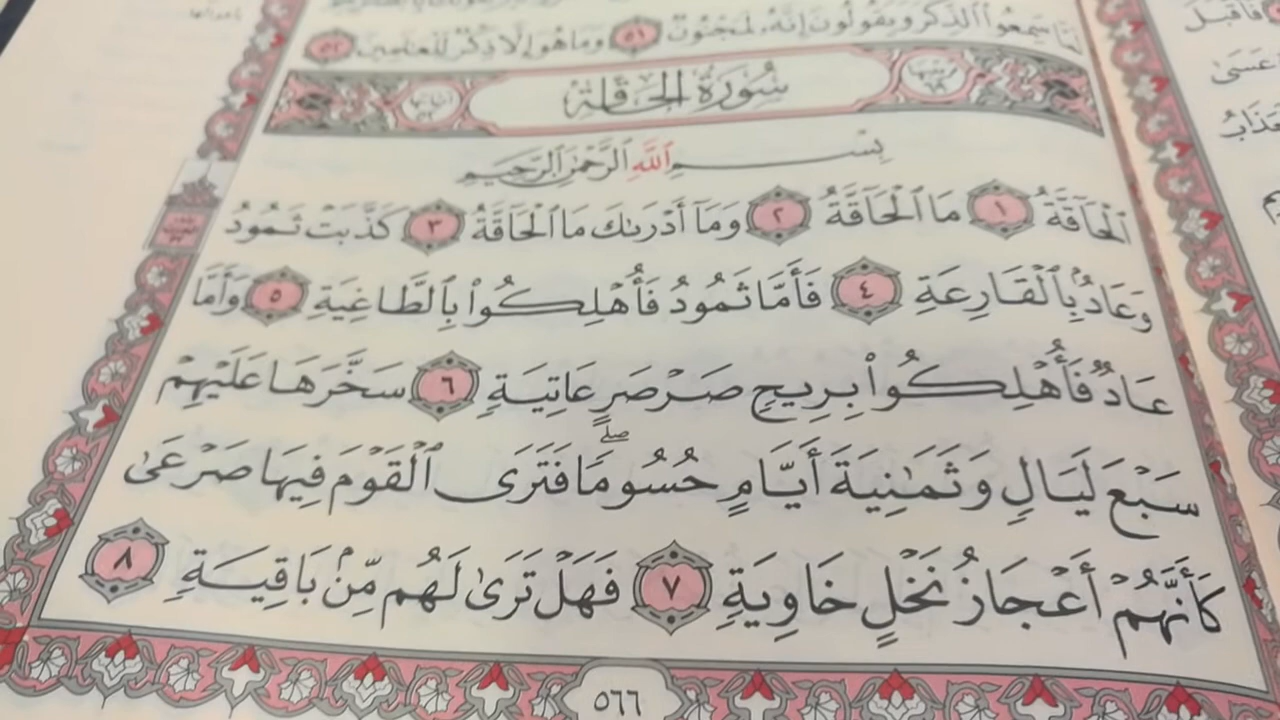 سَمِعُوا۟ ٱلذِّكْرَ وَيَقُولُونَ إِنَّهُۥ لَمَجْنُونٌ ٥١ وَمَا هُوَ إِلَّا ذِكْرٌ لِّلْعَٰلَمِينَ ٥٢
سُورَةُ الحَاقَّةِ
بِسْمِ ٱللَّهِ ٱلرَّحْمَٰنِ ٱلرَّحِيمِ
ٱلْحَآقَّةُ ١ مَا ٱلْحَآقَّةُ ٢ وَمَآ أَدْرَىٰكَ مَا ٱلْحَآقَّةُ ٣ كَذَّبَتْ ثَمُودُ
وَعَادٌۢ بِٱلْقَارِعَةِ ٤ فَأَمَّا ثَمُودُ فَأُهْلِكُوا۟ بِٱلطَّاغِيَةِ ٥ وَأَمَّا
عَادٌ فَأُهْلِكُوا۟ بِرِيحٍ صَرْصَرٍ عَاتِيَةٍ ٦ سَخَّرَهَا عَلَيْهِمْ
سَبْعَ لَيَالٍ وَثَمَٰنِيَةَ أَيَّامٍ حُسُومًا ۖ فَتَرَى ٱلْقَوْمَ فِيهَا صَرْعَىٰ
كَأَنَّهُمْ أَعْجَازُ نَخْلٍ خَاوِيَةٍ ٧ فَهَلْ تَرَىٰ لَهُم مِّنۢ بَاقِيَةٍ ٨
٥٦٦